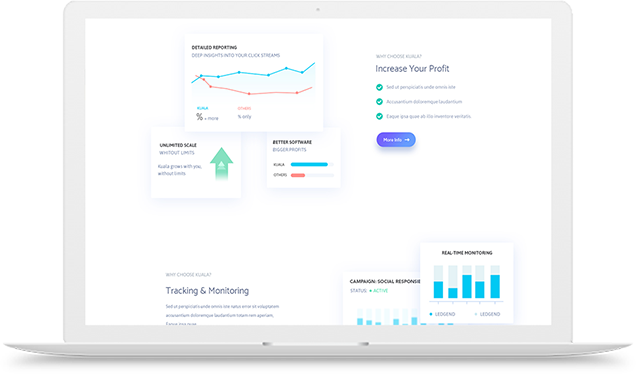 DETAILED REPORTING
DEEP INSIGHTS INTO YOUR CLICK STREAMS
KUALA
OTHERS
% + more
% only
UNLIMITED SCALE
WHITOUT LIMITS
Kuala grows with you,
without limits
BETTER SOFTWARE
BIGGER PROFITS
KUALA
OTHERS
WHY CHOOSE KUALA?
Increase Your Profit
Sed ut perspiciatis unde omnis iste
Accusantium doloremque laudantium
Eaque ipsa quae ab illo inventore veritatis
More Info
WHY CHOOSE KUALA?
Tracking & Monitoring
Sed ut perspiciatis unde omnis iste natus error sit voluptatem
accusantium doloremque laudantium totam rem aperiam,
Eaque ipsa quae
CAMPAIGN: SOCIAL RESPONSIE
STATUS: ACTIVE
REAL-TIME MONITORING
LEDGEND
LEDGEND